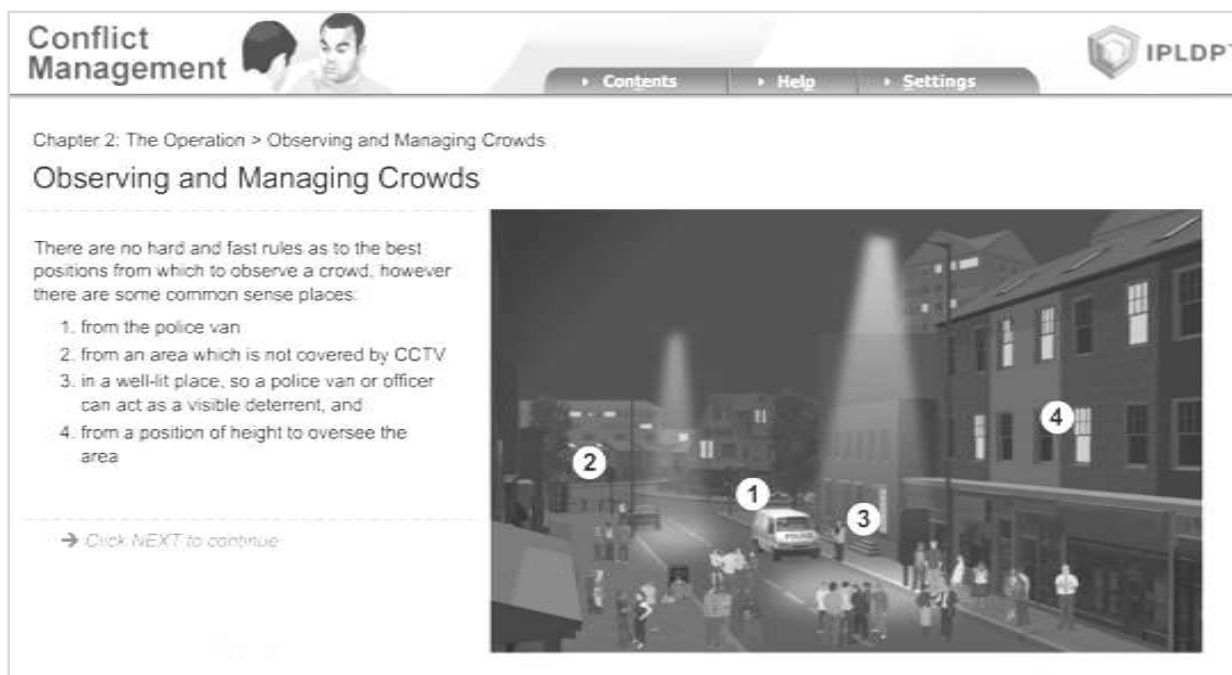 Conflict
Management
IPLDP
Contents
Help
Settings
Chapter 2: The Operation > Observing and Managing Crowds
Observing and Managing Crowds
There are no hard and fast rules as to the best
positions from which to observe a crowd, however
there are some common sense places:
1. from the police van
2. from an area which is not covered by CCTV
3. in a well-lit place, so a police van or officer
can act as a visible deterrent, and
4. from a position of height to oversee the
area
→ Click NEXT to continue
4
2
1
3
POLICE